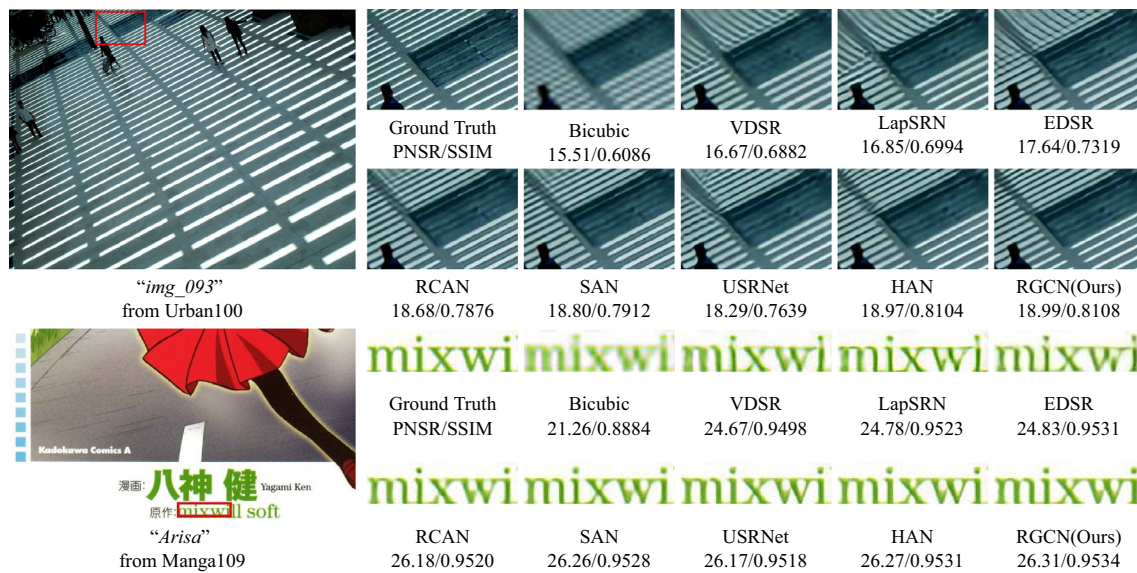 Ground Truth
PNSR/SSIM
Bicubic
15.51/0.6086
VDSR
16.67/0.6882
LapSRN
16.85/0.6994
EDSR
17.64/0.7319
RCAN
18.68/0.7876
SAN
18.80/0.7912
USRNet
18.29/0.7639
HAN
18.97/0.8104
RGCN(Ours)
18.99/0.8108
“img_093”
from Urban100
Kadokawa Comics A
漫画:八神 健 Yagami Ken
原作:mixwill soft
“Arisa”
from Manga109
mixwi
mixwi
mixwi
mixwi
mixwi
Ground Truth
PNSR/SSIM
Bicubic
21.26/0.8884
VDSR
24.67/0.9498
LapSRN
24.78/0.9523
EDSR
24.83/0.9531
mixwi
mixwi
mixwi
mixwi
mixwi
RCAN
26.18/0.9520
SAN
26.26/0.9528
USRNet
26.17/0.9518
HAN
26.27/0.9531
RGCN(Ours)
26.31/0.9534